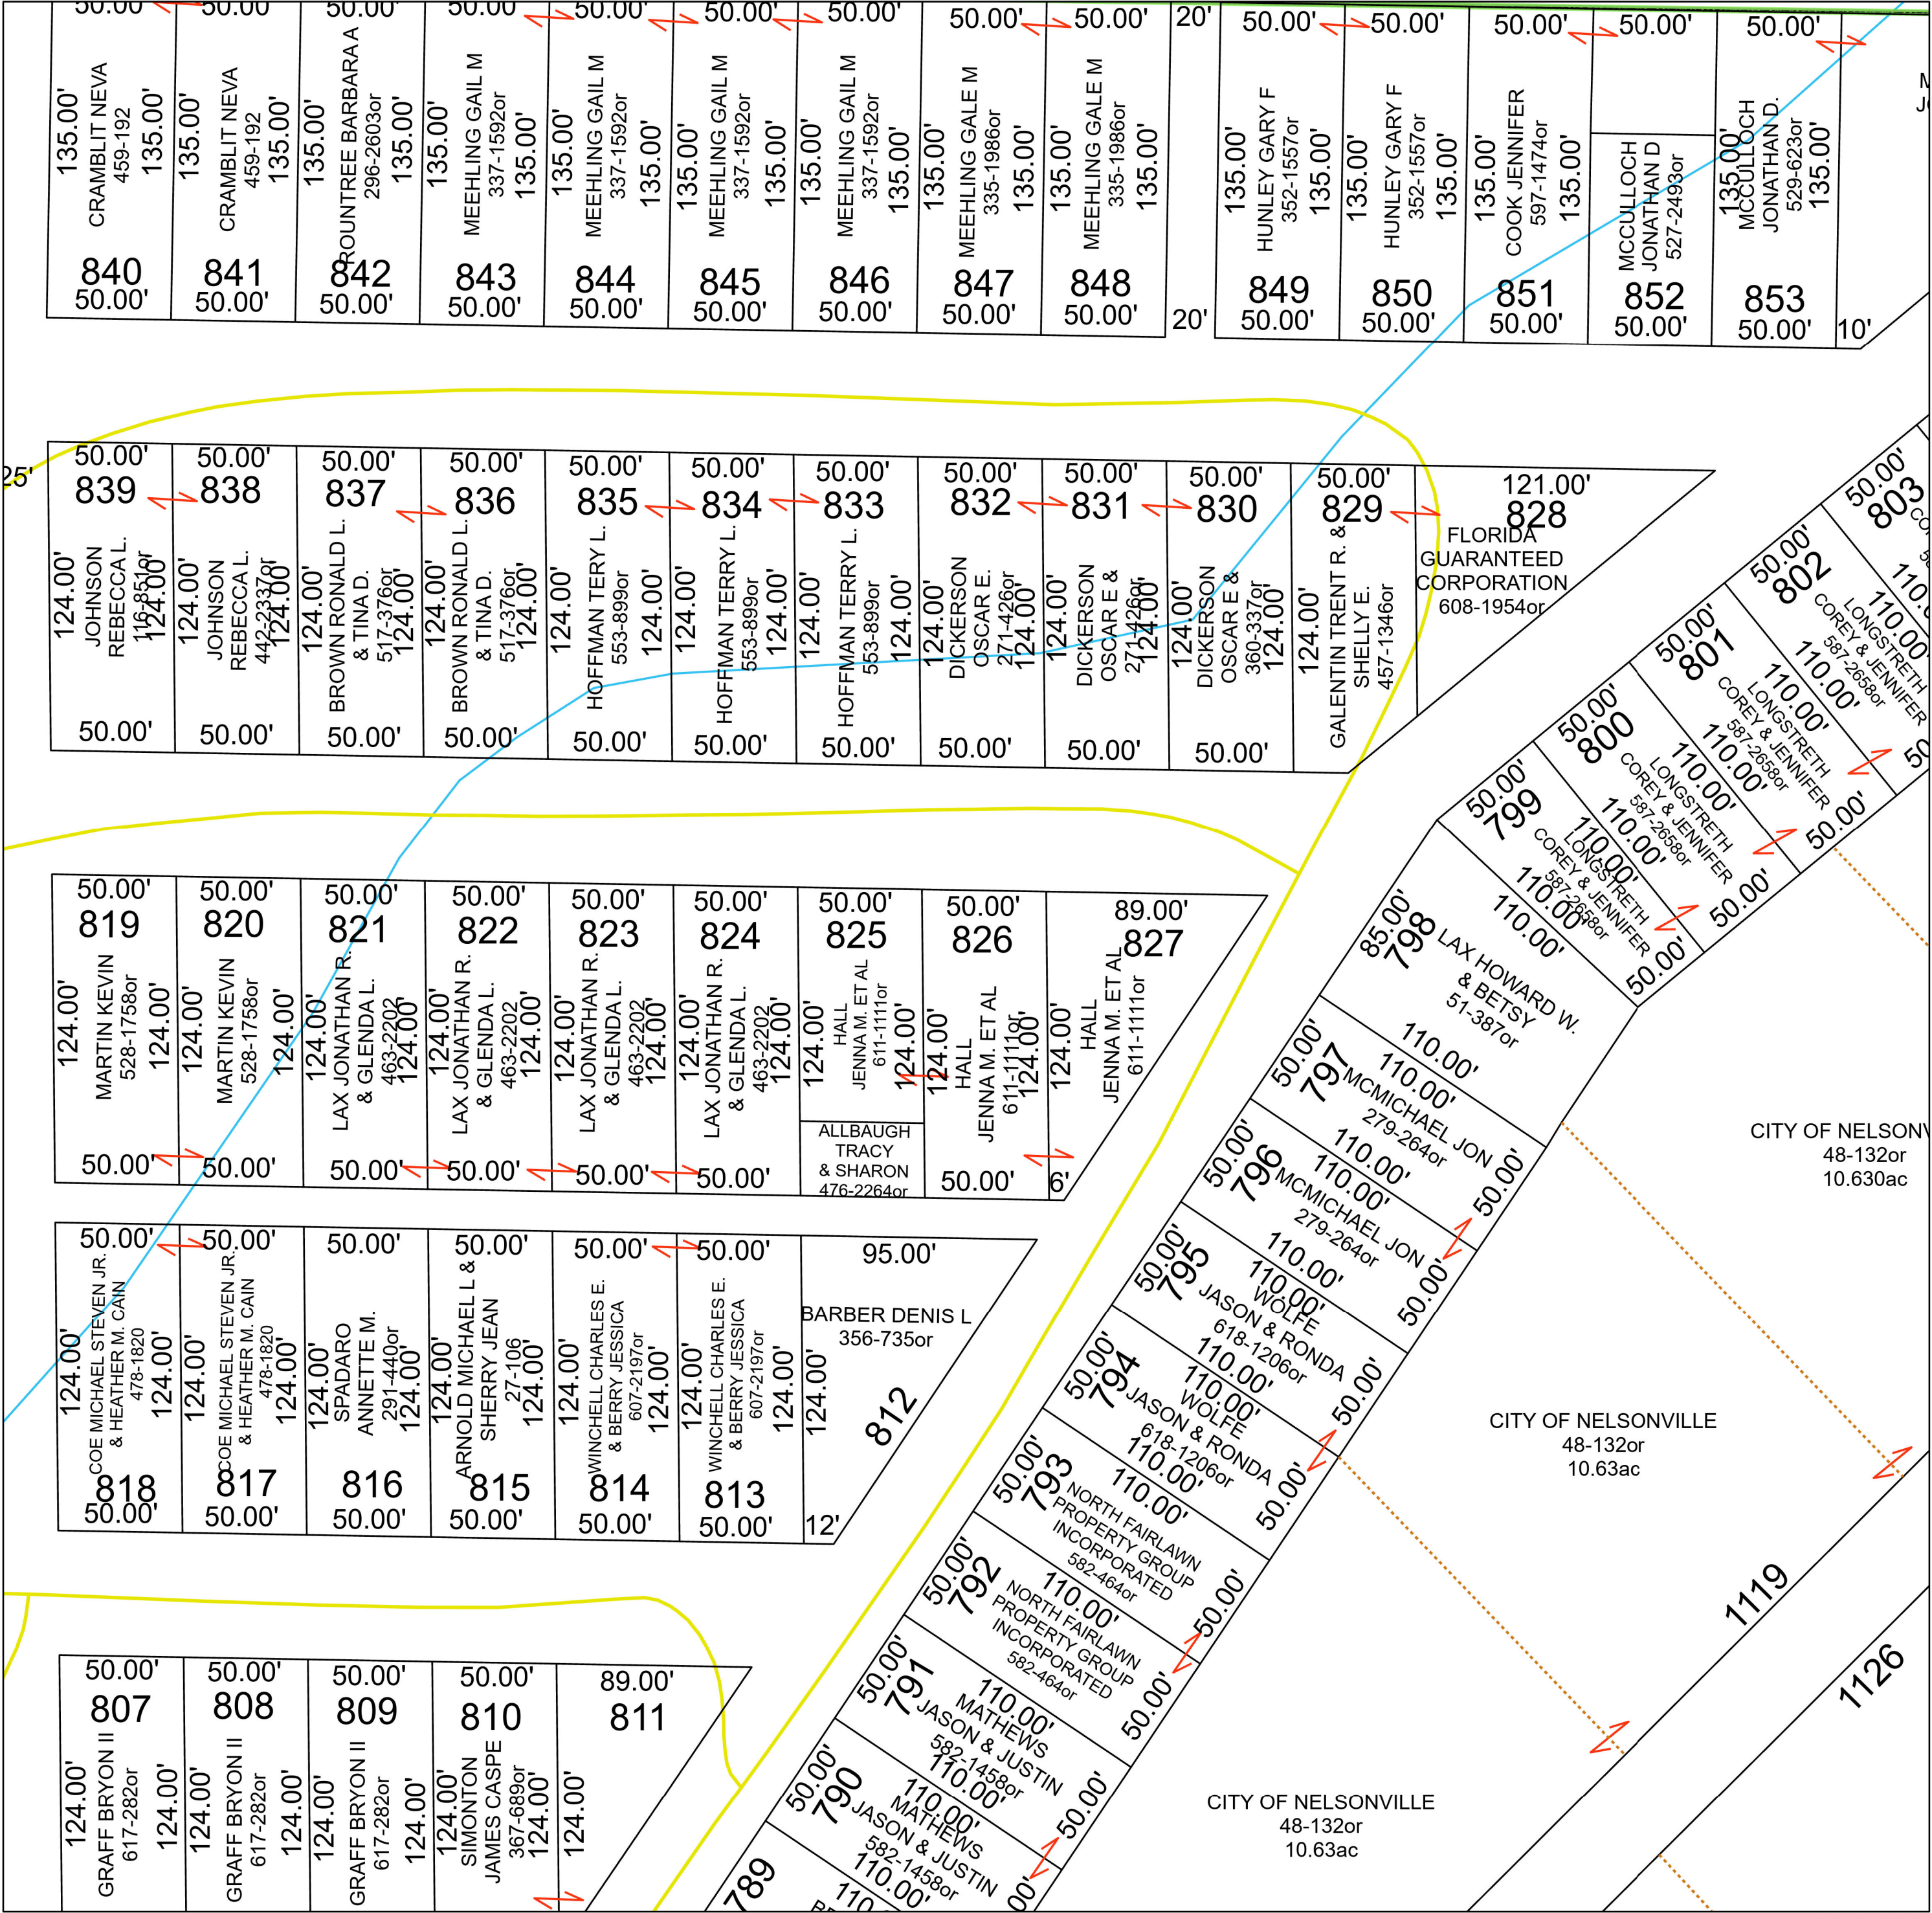 50.00' 50.00' 50.00' 50.00' 50.00' 50.00' 50.00' 50.00' 50.00' 20' 50.00' 50.00' 50.00' 50.00' 50.00'
135.00' CRAMBLIT NEVA
459-192
135.00'
840
50.00'
135.00' CRAMBLIT NEVA
459-192
135.00'
841
50.00'
135.00' ROUNTREE BARBARA A
296-2603or
135.00'
842
50.00'
135.00' MEEHLING GAIL M
337-1592or
135.00'
843
50.00'
135.00' MEEHLING GAIL M
337-1592or
135.00'
844
50.00'
135.00' MEEHLING GAIL M
337-1592or
135.00'
845
50.00'
135.00' MEEHLING GAIL M
337-1592or
135.00'
846
50.00'
135.00' MEEHLING GALE M
335-1986or
135.00'
847
50.00'
135.00' MEEHLING GALE M
335-1986or
135.00'
848
50.00'
20'
135.00' HUNLEY GARY F
352-1557or
135.00'
849
50.00'
135.00' HUNLEY GARY F
352-1557or
135.00'
850
50.00'
135.00' COOK JENNIFER
597-1474or
135.00'
851
50.00'
MCCULLOCH
JONATHAN D
527-2493or
852
50.00'
135.00'
MCCULLOCH
JONATHAN D.
529-623or
135.00'
853
50.00'
10'
25'
50.00'
839
124.00'
JOHNSON
REBECCA L.
116-851or
124.00'
50.00'
50.00'
838
124.00'
JOHNSON
REBECCA L.
442-2337or
124.00'
50.00'
50.00'
837
124.00'
BROWN RONALD L.
& TINA D.
517-376or
124.00'
50.00'
50.00'
836
124.00'
BROWN RONALD L.
& TINA D.
517-376or
124.00'
50.00'
50.00'
835
124.00'
HOFFMAN TERY L.
553-899or
124.00'
50.00'
50.00'
834
124.00'
HOFFMAN TERRY L.
553-899or
124.00'
50.00'
50.00'
833
124.00'
HOFFMAN TERRY L.
553-899or
124.00'
50.00'
50.00'
832
124.00'
DICKERSON
OSCAR E.
271-426or
124.00'
50.00'
50.00'
831
124.00'
DICKERSON
OSCAR E &
271-426or
124.00'
50.00'
50.00'
830
124.00'
DICKERSON
OSCAR E &
360-337or
124.00'
50.00'
50.00'
829
124.00'
GALENTIN TRENT R. &
SHELLY E.
457-1346or
121.00'
828
FLORIDA
GUARANTEED
CORPORATION
608-1954or
50.00'
803
110.00'
50.00'
802
LONGSTRETH
COREY & JENNIFER
587-2658or
110.00'
110.00'
50.00'
801
LONGSTRETH
COREY & JENNIFER
587-2658or
110.00'
110.00'
50.00'
50.00'
800
LONGSTRETH
COREY & JENNIFER
587-2658or
110.00'
110.00'
50.00'
50.00'
799
LONGSTRETH
COREY & JENNIFER
587-2658or
110.00'
110.00'
50.00'
85.00'
798
110.00'
LAX HOWARD W.
& BETSY
51-387or
110.00'
50.00'
797
110.00'
MCMICHAEL JON
279-264or
110.00'
50.00'
50.00'
796
110.00'
MCMICHAEL JON
279-264or
110.00'
50.00'
50.00'
795
110.00'
WOLFE
JASON & RONDA
618-1206or
110.00'
50.00'
50.00'
794
110.00'
WOLFE
JASON & RONDA
618-1206or
110.00'
50.00'
50.00'
793
110.00'
NORTH FAIRLAWN
PROPERTY GROUP
INCORPORATED
582-464or
50.00'
50.00'
792
110.00'
NORTH FAIRLAWN
PROPERTY GROUP
INCORPORATED
582-464or
50.00'
50.00'
791
110.00'
MATHEWS
JASON & JUSTIN
582-1458or
110.00'
50.00'
50.00'
790
110.00'
MATHEWS
JASON & JUSTIN
582-1458or
110.00'
789
50.00'
819
124.00'
MARTIN KEVIN
528-1758or
124.00'
50.00'
50.00'
820
124.00'
MARTIN KEVIN
528-1758or
124.00'
50.00'
50.00'
821
124.00'
LAX JONATHAN R.
& GLENDA L.
463-2202
124.00'
50.00'
50.00'
822
124.00'
LAX JONATHAN R.
& GLENDA L.
463-2202
124.00'
50.00'
50.00'
823
124.00'
LAX JONATHAN R.
& GLENDA L.
463-2202
124.00'
50.00'
50.00'
824
124.00'
LAX JONATHAN R.
& GLENDA L.
463-2202
124.00'
50.00'
50.00'
825
124.00'
HALL
JENNA M. ET AL
611-1111or
124.00'
ALLBAUGH
TRACY
& SHARON
476-2264or
50.00'
826
124.00'
HALL
JENNA M. ET AL
611-1111or
124.00'
50.00'
89.00'
827
124.00'
HALL
JENNA M. ET AL
611-1111or
6'
50.00'
124.00'
COE MICHAEL STEVEN JR.
& HEATHER M. CAIN
478-1820
124.00'
818
50.00'
50.00'
124.00'
COE MICHAEL STEVEN JR.
& HEATHER M. CAIN
478-1820
124.00'
817
50.00'
50.00'
124.00'
SPADARO
ANNETTE M.
291-440or
124.00'
816
50.00'
50.00'
124.00'
ARNOLD MICHAEL L &
SHERRY JEAN
27-106
124.00'
815
50.00'
50.00'
124.00'
WINCHELL CHARLES E.
& BERRY JESSICA
607-2197or
124.00'
814
50.00'
50.00'
124.00'
WINCHELL CHARLES E.
& BERRY JESSICA
607-2197or
124.00'
813
50.00'
95.00'
BARBER DENIS L
356-735or
124.00'
812
12'
50.00'
807
124.00'
GRAFF BRYON II
617-282or
124.00'
50.00'
808
124.00'
GRAFF BRYON II
617-282or
124.00'
50.00'
809
124.00'
GRAFF BRYON II
617-282or
124.00'
50.00'
810
124.00'
SIMONTON
JAMES CASPE
367-689or
124.00'
89.00'
811
124.00'
CITY OF NELSONV
48-132or
10.630ac
CITY OF NELSONVILLE
48-132or
10.63ac
CITY OF NELSONVILLE
48-132or
10.63ac
1119
1126